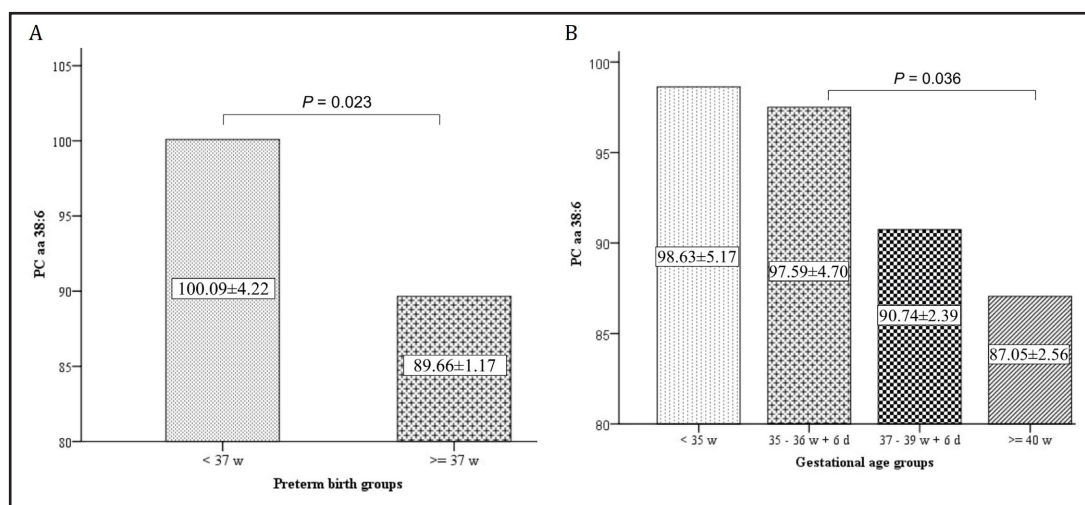 A
PC aa 38:6
105
100
95
90
85
80
P = 0.023
100.09±4.22
89.66±1.17
< 37 w
>= 37 w
Preterm birth groups
B
PC aa 38:6
100
95
90
85
80
P = 0.036
98.63±5.17
97.59±4.70
90.74±2.39
87.05±2.56
< 35 w
35 - 36 w + 6 d
37 - 39 w + 6 d
>= 40 w
Gestational age groups